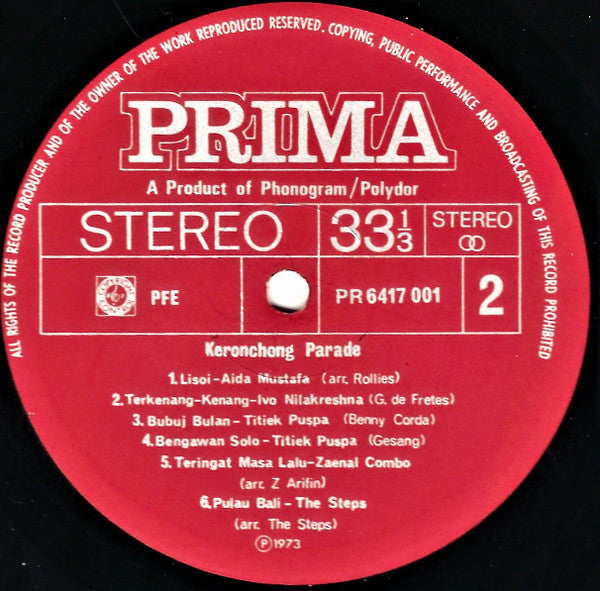 ALL RIGHTS OF THE RECORD PRODUCER AND OF THE OWNER OF THE WORK REPRODUCED RESERVED. COPYING, PUBLIC PERFORMANCE AND BROADCASTING OF THIS RECORD PROHIBITED
PRIMA
A Product of Phonogram/Polydor
STEREO 33 1/3 STEREO
PFE PR 6417 001 2
Keronchong Parade
1. Lisoi-Aida Mustafa (arr. Rollies)
2. Terkenang-Kenang-Ivo Nilakreshna (G. de Fretes)
3. Bubuj Bulan-Titiek Puspa (Benny Corda)
4. Bengawan Solo-Titiek Puspa (Gesang)
5. Teringat Masa Lalu-Zaenal Combo
(arr. Z Arifin)
6. Pulau Bali - The Steps
(arr. The Steps)
Ⓟ1973